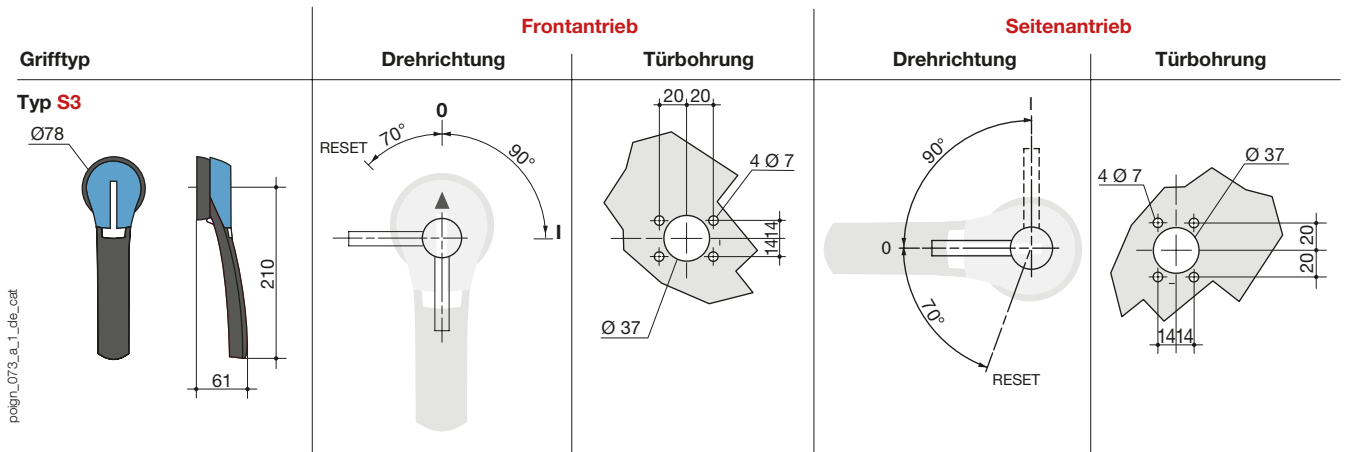 Frontantrieb
Seitenantrieb
Grifftyp
Drehrichtung
Türbohrung
Drehrichtung
Türbohrung
Typ S3
Ø78
210
61
0
70°
RESET
90°
I
20 20
4 Ø 7
14 14
Ø 37
I
90°
0
70°
RESET
4 Ø 7
Ø 37
20
20
14 14
poign_073_a_1_de_cat